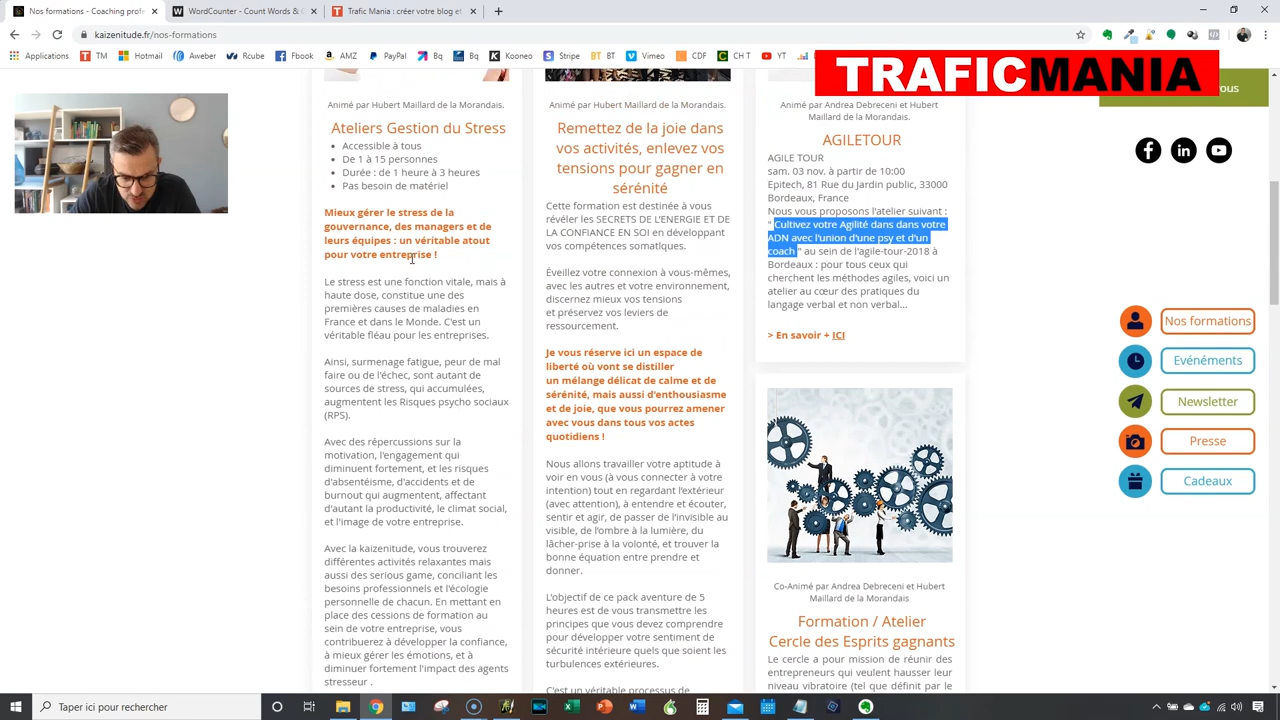 Nos formations - Coaching prof
WordCounter - Count Words & C
Trafic Mania : créer votre blog et
kaizenitude.fr/nos-formations
Applications
TM
Hotmail
Aweber
Rcube
Fbook
AMZ
PayPal
Bq
Bq
Kooneo
Stripe
BT
Vimeo
CDF
CH T
YT
TRAFICMANIA
ous
Animé par Hubert Maillard de la Morandais.
Ateliers Gestion du Stress
Accessible à tous
De 1 à 15 personnes
Durée : de 1 heure à 3 heures
Pas besoin de matériel
Mieux gérer le stress de la
gouvernance, des managers et de
leurs équipes : un véritable atout
pour votre entreprise !
Le stress est une fonction vitale, mais à
haute dose, constitue une des
premières causes de maladies en
France et dans le Monde. C'est un
véritable fléau pour les entreprises.
Ainsi, surmenage fatigue, peur de mal
faire ou de l'échec, sont autant de
sources de stress, qui accumulées,
augmentent les Risques psycho sociaux
(RPS).
Avec des répercussions sur la
motivation, l'engagement qui
diminuent fortement, et les risques
d'absentéisme, d'accidents et de
burnout qui augmentent, affectant
d'autant la productivité, le climat social,
et l'image de votre entreprise.
Avec la kaizenitude, vous trouverez
différentes activités relaxantes mais
aussi des serious game, conciliant les
besoins professionnels et l'écologie
personnelle de chacun. En mettant en
place des cessions de formation au
sein de votre entreprise, vous
contribuerez à développer la confiance,
à mieux gérer les émotions, et à
diminuer fortement l'impact des agents
stresseur .
Animé par Hubert Maillard de la Morandais.
Remettez de la joie dans
vos activités, enlevez vos
tensions pour gagner en
sérénité
Cette formation est destinée à vous
révéler les SECRETS DE L'ENERGIE ET DE
LA CONFIANCE EN SOI en développant
vos compétences somatIques.
Éveillez votre connexion à vous-mêmes,
avec les autres et votre environnement,
discernez mieux vos tensions
et préservez vos leviers de
ressourcement.
Je vous réserve ici un espace de
liberté où vont se distiller
un mélange délicat de calme et de
sérénité, mais aussi d'enthousiasme
et de joie, que vous pourrez amener
avec vous dans tous vos actes
quotidiens !
Nous allons travailler votre aptitude à
voir en vous (à vous connecter à votre
intention) tout en regardant l'extérieur
(avec attention), à entendre et écouter,
sentir et agir, de passer de l'invisible au
visible, de l'ombre à la lumière, du
lâcher-prise à la volonté, et trouver la
bonne équation entre prendre et
donner.
L'objectif de ce pack aventure de 5
heures est de vous transmettre les
principes que vous devez comprendre
pour développer votre sentiment de
sécurité intérieure quels que soient les
turbulences extérieures.
C'est un véritable processus de
Animé par Andrea Debreceni et Hubert
Maillard de la Morandais.
AGILETOUR
AGILE TOUR
sam. 03 nov. à partir de 10:00
Epitech, 81 Rue du Jardin public, 33000
Bordeaux, France
Nous vous proposons l'atelier suivant :
" Cultivez votre Agilité dans dans votre
ADN avec l'union d'une psy et d'un
coach " au sein de l'agile-tour-2018 à
Bordeaux : pour tous ceux qui
cherchent les méthodes agiles, voici un
atelier au cœur des pratiques du
langage verbal et non verbal...
> En savoir + ICI
Co-Animé par Andrea Debreceni et Hubert
Maillard de la Morandais
Formation / Atelier
Cercle des Esprits gagnants
Le cercle a pour mission de réunir des
entrepreneurs qui veulent hausser leur
niveau vibratoire (tel que définit par le
Nos formations
Evénéments
Newsletter
Presse
Cadeaux
Taper ici pour rechercher